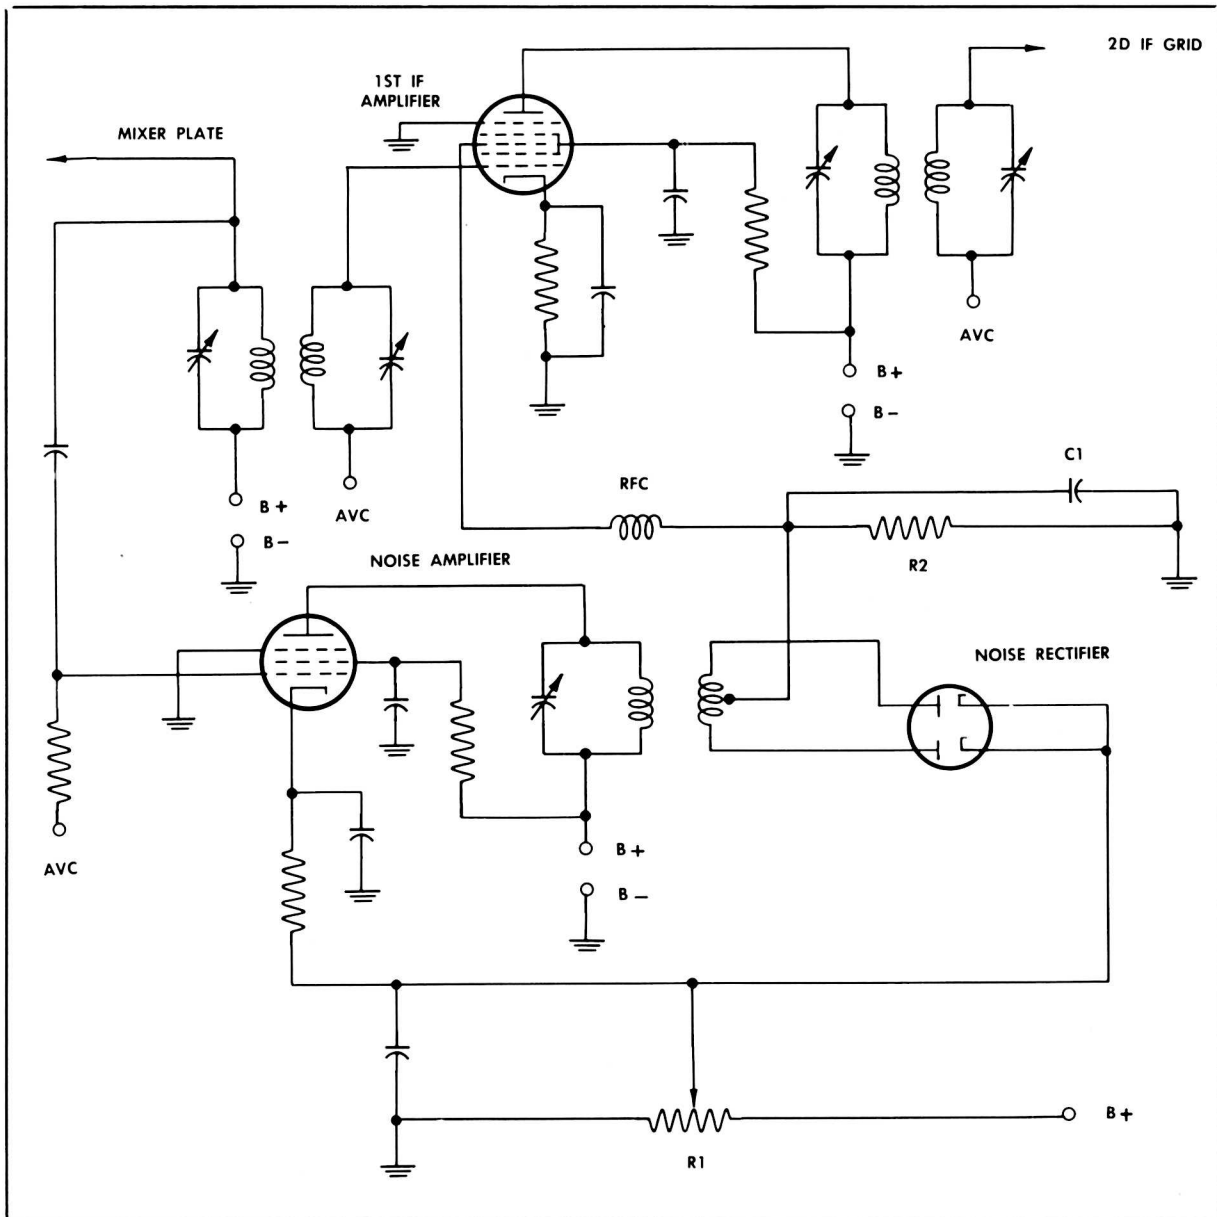 2D IF GRID
1ST IF
AMPLIFIER
MIXER PLATE
AVC
B+
B-
C1
RFC
B+
AVC
B-
R2
NOISE AMPLIFIER
NOISE RECTIFIER
B+
AVC
B-
B+
R1